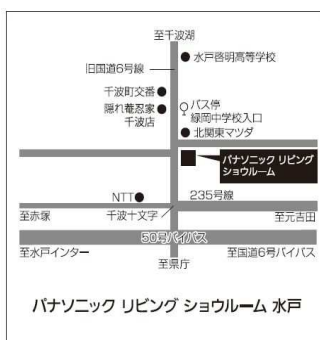 至千波湖
水戸啓明高等学校
旧国道6号線
千波町交番
隠れ菴忍家
千波店
バス停
緑岡中学校入口
北関東マツダ
パナソニック リビング
ショウルーム
NTT
235号線
至赤塚
千波十文字
至元吉田
50号バイパス
至水戸インター
至国道6号バイパス
至県庁
パナソニック リビング ショウルーム 水戸